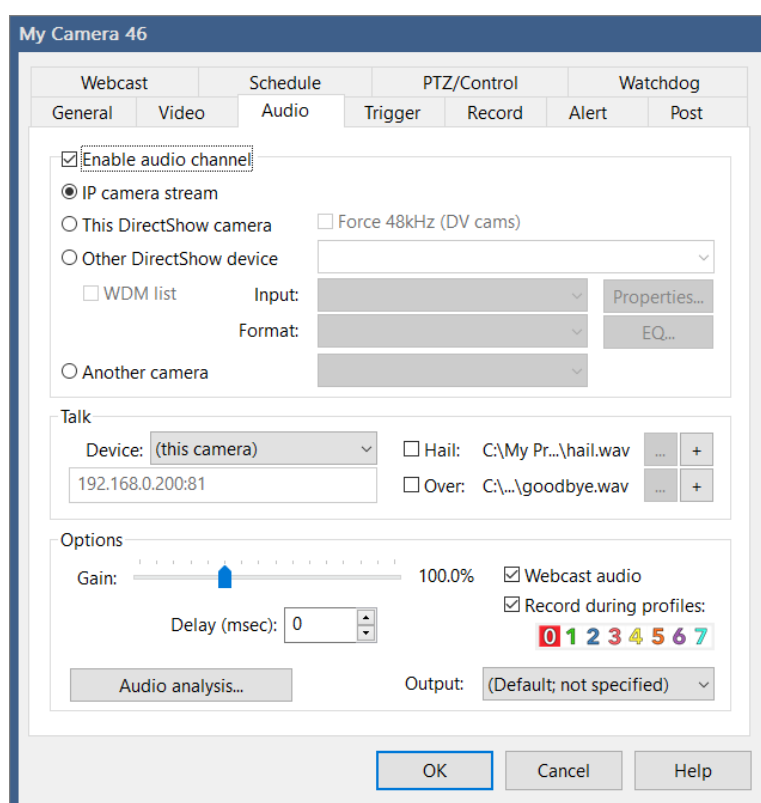 My Camera 46
Webcast Schedule PTZ/Control Watchdog
General Video Audio Trigger Record Alert Post
Enable audio channel
IP camera stream
This DirectShow camera Force 48kHz (DV cams)
Other DirectShow device
WDM list Input: Properties...
Format: EQ...
Another camera
Talk
Device: (this camera) Hail: C:\My Pr...\hail.wav ... +
192.168.0.200:81 Over: C:\...\goodbye.wav ... +
Options
Gain: 100.0% Webcast audio
Record during profiles:
Delay (msec): 0 0 1 2 3 4 5 6 7
Audio analysis... Output: (Default; not specified)
OK Cancel Help